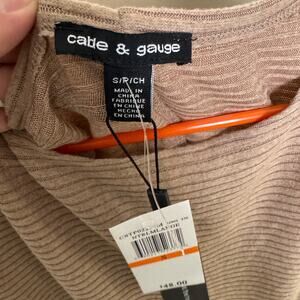 cable & gauge
S/P/CH
MADE IN
CHINA
FABRIQUE
EN CHINE
HECHO
EN CHINA
S
$48.00